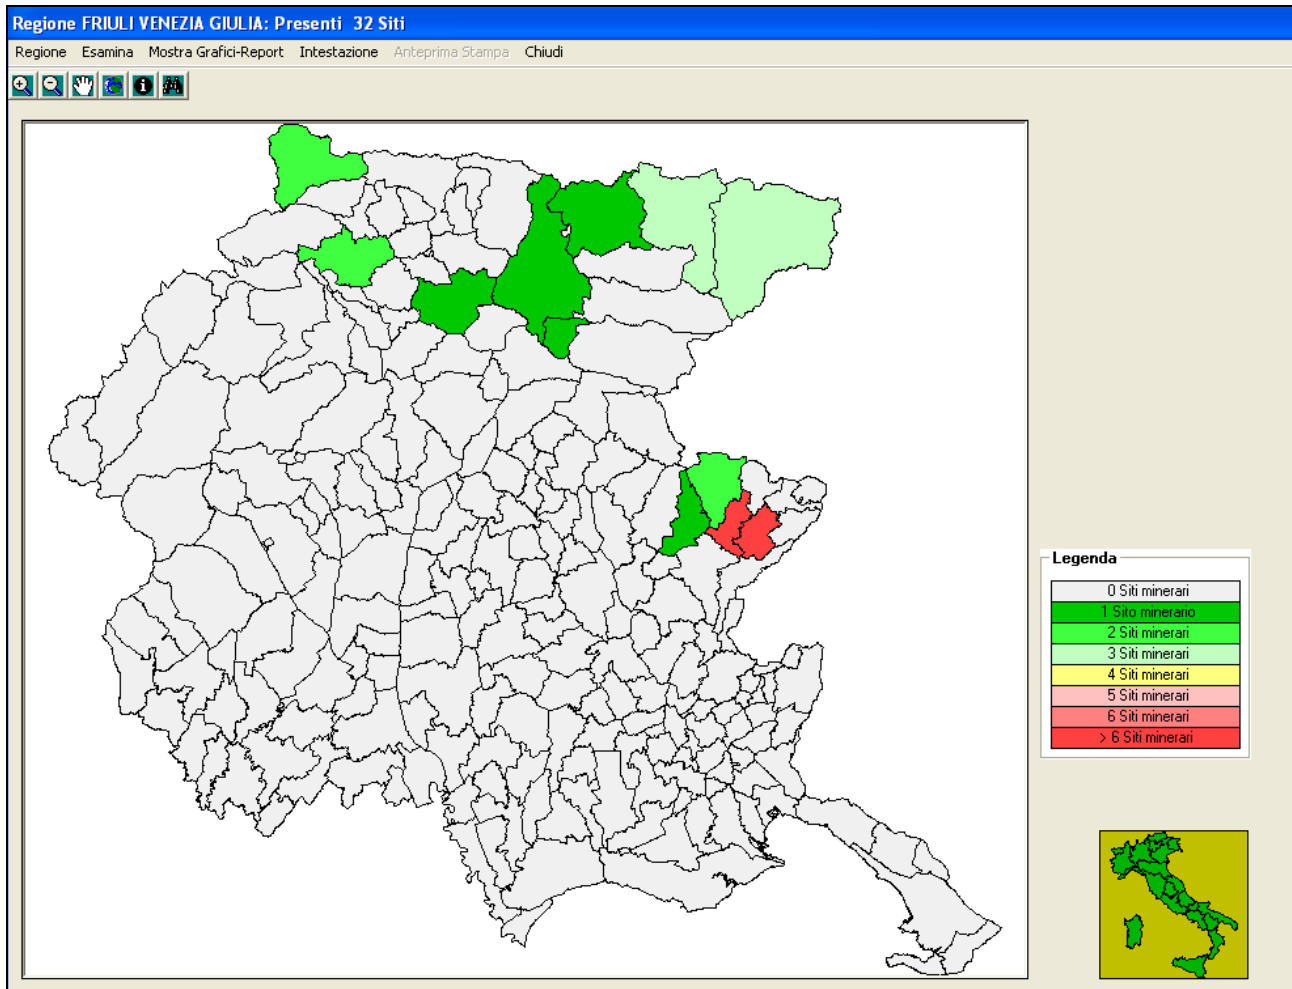 Regione FRIULI VENEZIA GIULIA: Presenti 32 Siti
Regione Esamina Mostra Grafici-Report Intestazione Anteprima Stampa Chiudi
Legenda
0 Siti minerari
1 Sito minerario
2 Siti minerari
3 Siti minerari
4 Siti minerari
5 Siti minerari
6 Siti minerari
> 6 Siti minerari